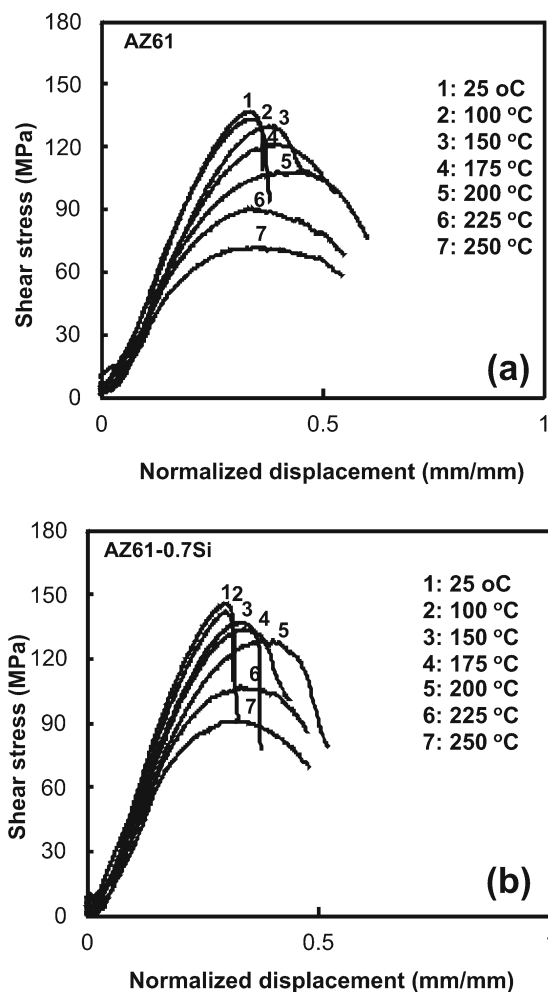 AZ61
180
150
120
90
60
30
0
Shear stress (MPa)
1
2
3
4
5
6
7
1: 25 oC
2: 100 °C
3: 150 °C
4: 175 °C
5: 200 °C
6: 225 °C
7: 250 °C
(a)
0
0.5
1
Normalized displacement (mm/mm)
AZ61-0.7Si
180
150
120
90
60
30
0
Shear stress (MPa)
12
3
4
5
6
7
1: 25 oC
2: 100 °C
3: 150 °C
4: 175 °C
5: 200 °C
6: 225 °C
7: 250 °C
(b)
0
0.5
1
Normalized displacement (mm/mm)